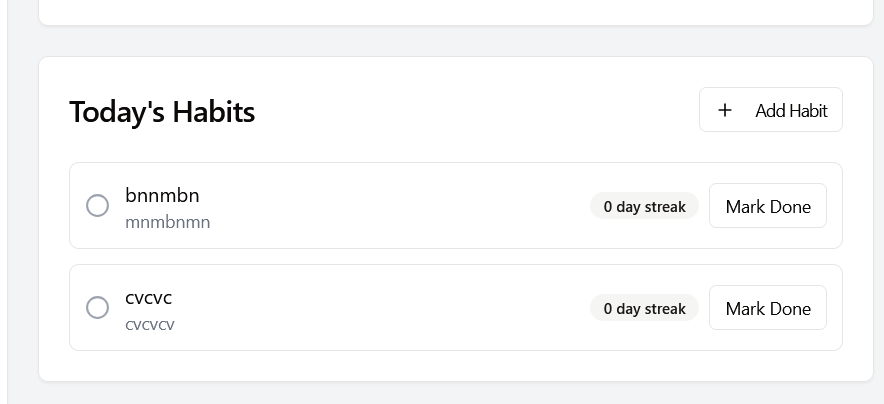 Today's Habits
+ Add Habit
bnnmbn
mnmbnmn
0 day streak
Mark Done
cvcvc
cvcvcv
0 day streak
Mark Done